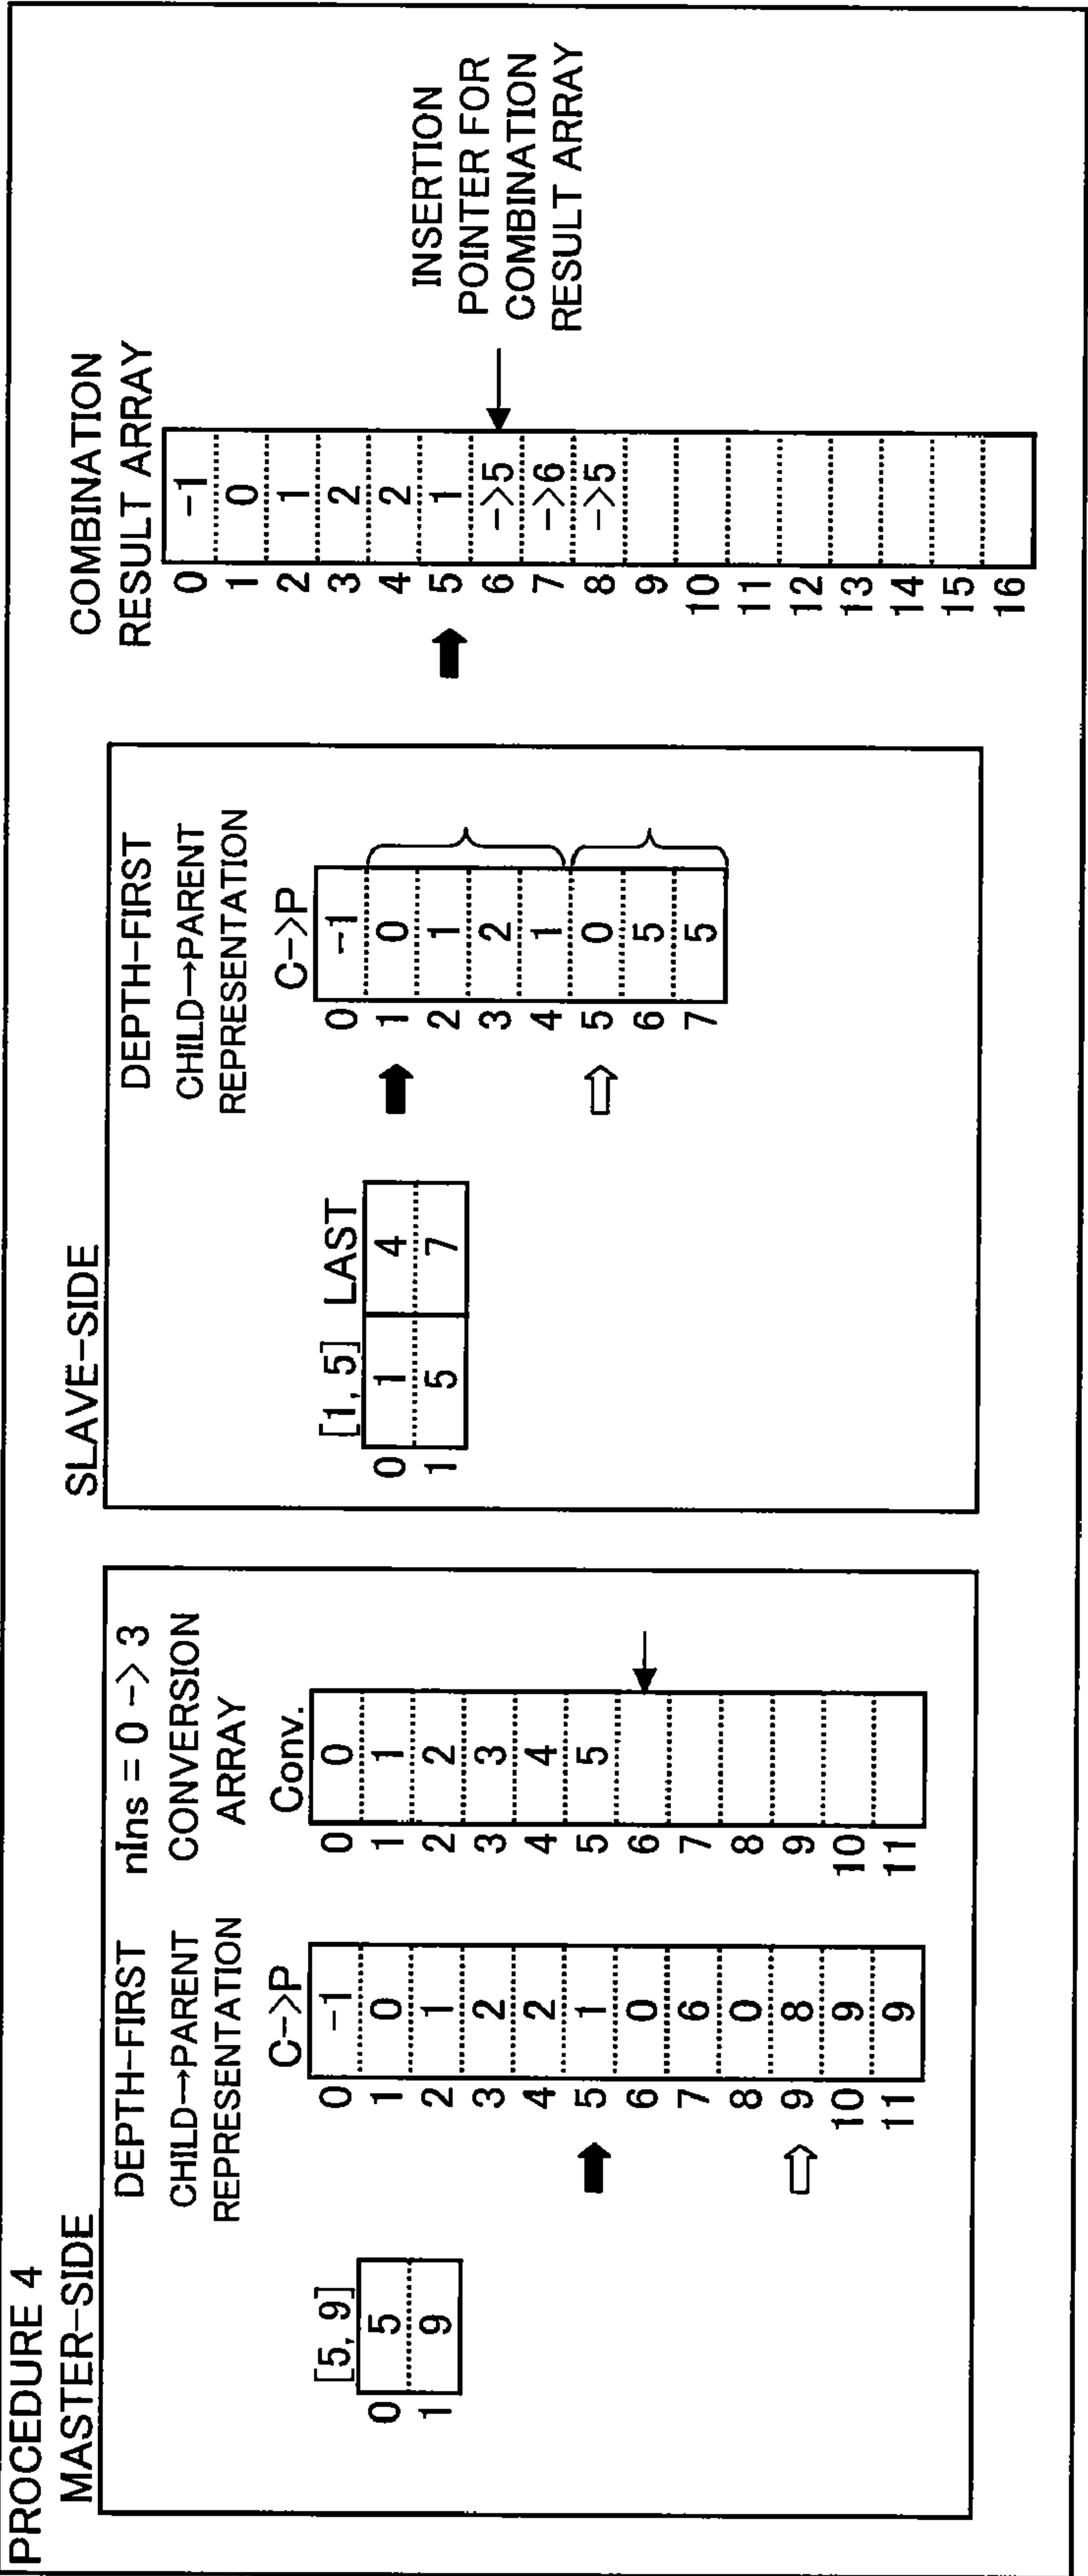 PROCEDURE 4
MASTER-SIDE
[5, 9]
0 5
1 9
DEPTH-FIRST
CHILD→PARENT
REPRESENTATION
C->P
0 -1
1 0
2 1
3 2
4 2
5 1
6 0
7 6
8 0
9 8
10 9
11 9
nIns = 0 -> 3
CONVERSION
ARRAY
Conv.
0 0
1 1
2 2
3 3
4 4
5 5
6
7
8
9
10
11
SLAVE-SIDE
[1, 5] LAST
0 1 4
1 5 7
DEPTH-FIRST
CHILD→PARENT
REPRESENTATION
C->P
0 -1
1 0
2 1
3 2
4 1
5 0
6 5
7 5
COMBINATION
RESULT ARRAY
0 -1
1 0
2 1
3 2
4 2
5 1
6 ->5
7 ->6
8 ->5
9
10
11
12
13
14
15
16
INSERTION
POINTER FOR
COMBINATION
RESULT ARRAY